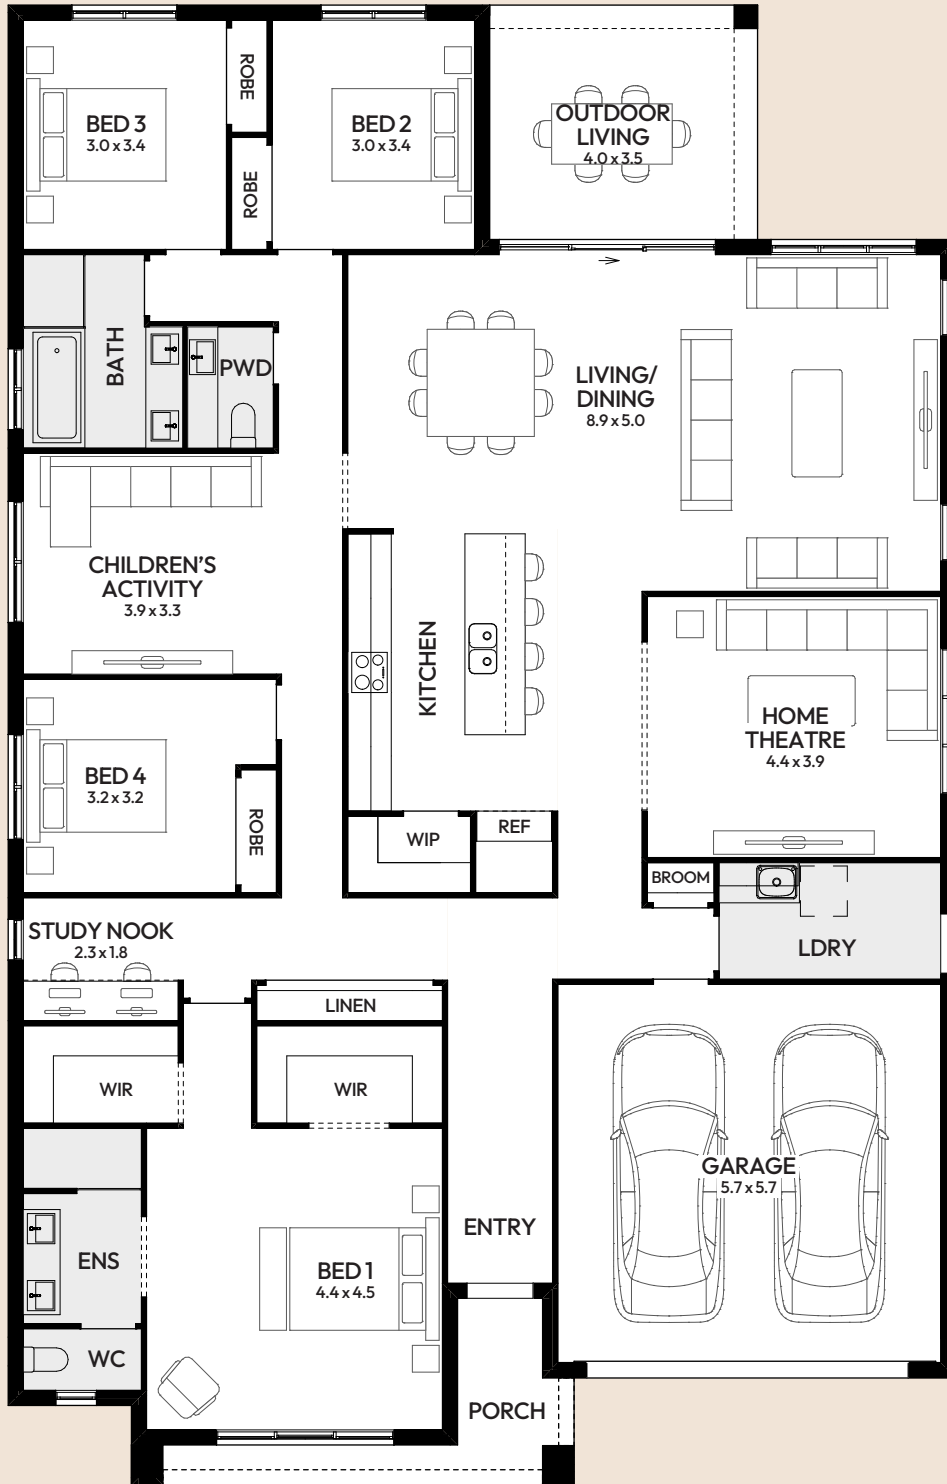 BED 3
3.0 x 3.4
ROBE
ROBE
BED 2
3.0 x 3.4
OUTDOOR
LIVING
4.0 x 3.5
BATH
PWD
LIVING/
DINING
8.9 x 5.0
CHILDREN'S
ACTIVITY
3.9 x 3.3
KITCHEN
HOME
THEATRE
4.4 x 3.9
BED 4
3.2 x 3.2
ROBE
WIP
REF
BROOM
LDRY
STUDY NOOK
2.3 x 1.8
LINEN
WIR
WIR
GARAGE
5.7 x 5.7
ENTRY
ENS
BED 1
4.4 x 4.5
WC
PORCH